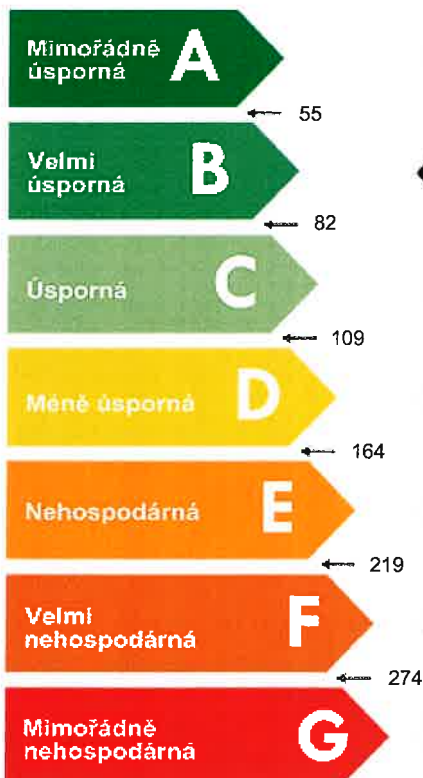 Mimořádně
úsporná
A
55
Velmi
úsporná
B
82
Úsporná
C
109
Méně úsporná
D
164
Nehospodárná
E
219
Velmi
nehospodárná
F
274
Mimořádně
nehospodárná
G